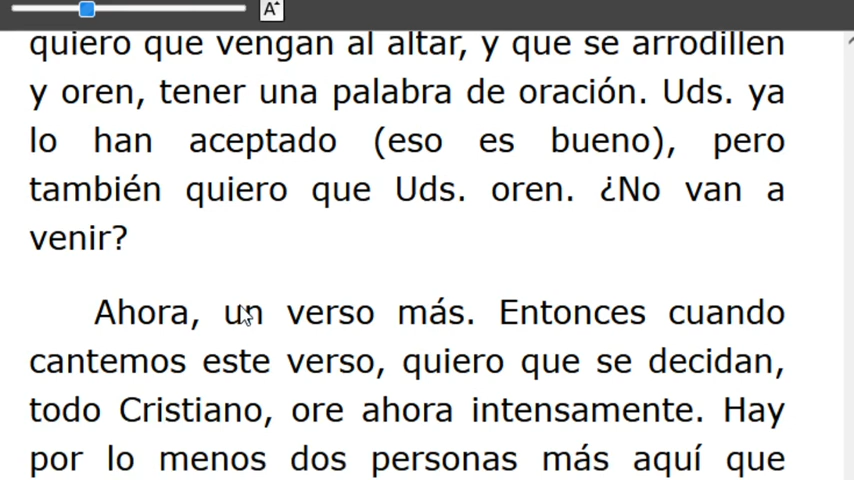 A
quiero que vengan al altar, y que se arrodillen
y oren, tener una palabra de oración. Uds. ya
lo han aceptado (eso es bueno), pero
también quiero que Uds. oren. ¿No van a
venir?
Ahora, un verso más. Entonces cuando
cantemos este verso, quiero que se decidan,
todo Cristiano, ore ahora intensamente. Hay
por lo menos dos personas más aquí que